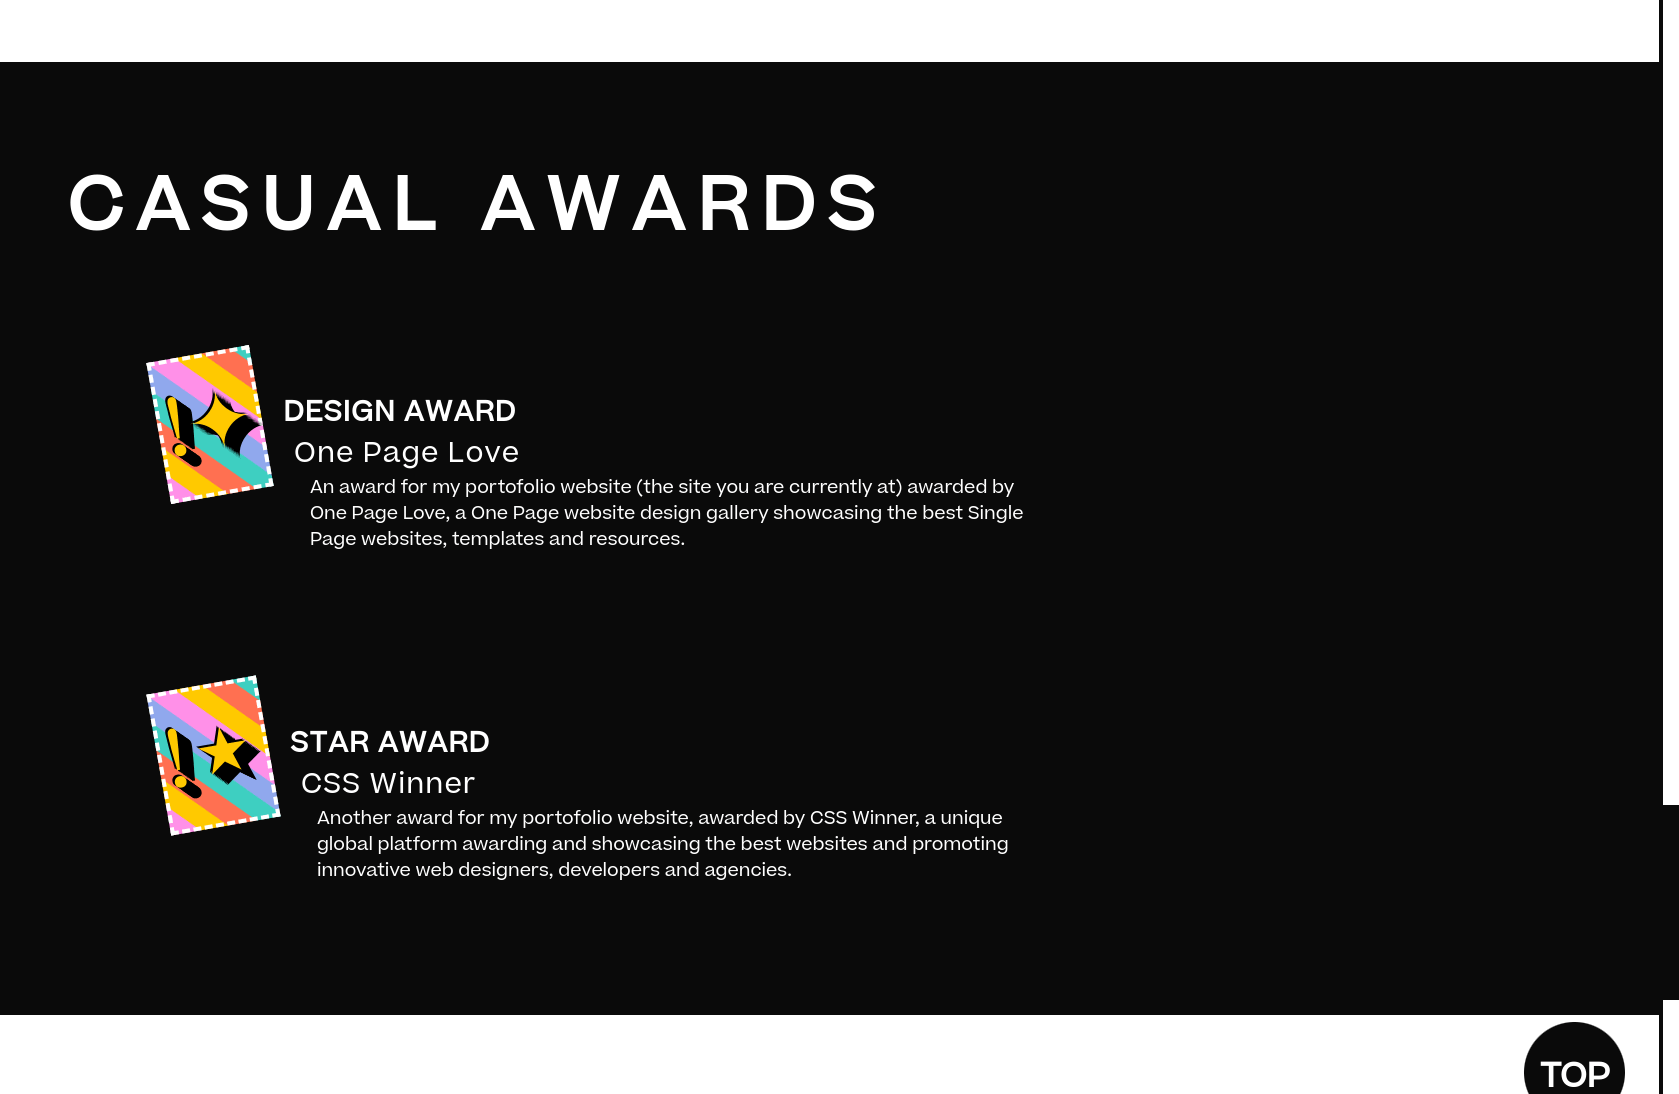 CASUAL AWARDS
DESIGN AWARD
One Page Love
An award for my portofolio website (the site you are currently at) awarded by
One Page Love, a One Page website design gallery showcasing the best Single
Page websites, templates and resources.
STAR AWARD
CSS Winner
Another award for my portofolio website, awarded by CSS Winner, a unique
global platform awarding and showcasing the best websites and promoting
innovative web designers, developers and agencies.
TOP